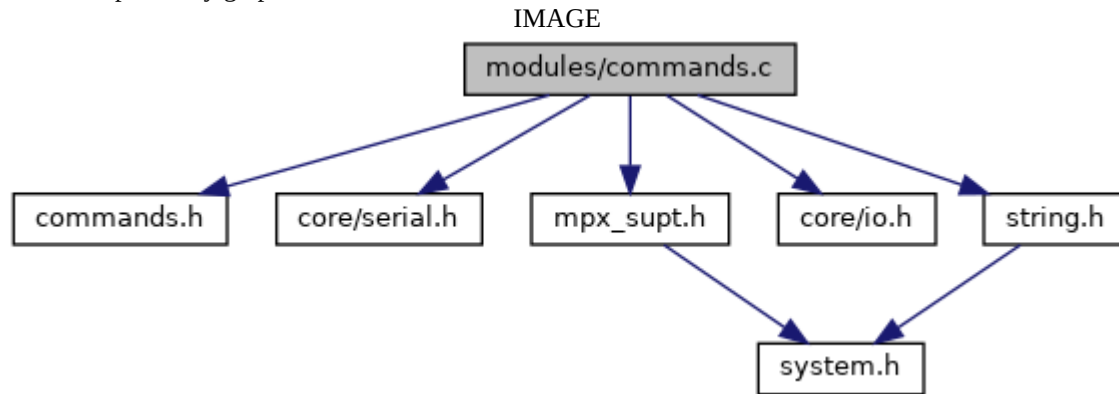 IMAGE
modules/commands.c
commands.h
core/serial.h
mpx_supt.h
core/io.h
string.h
system.h